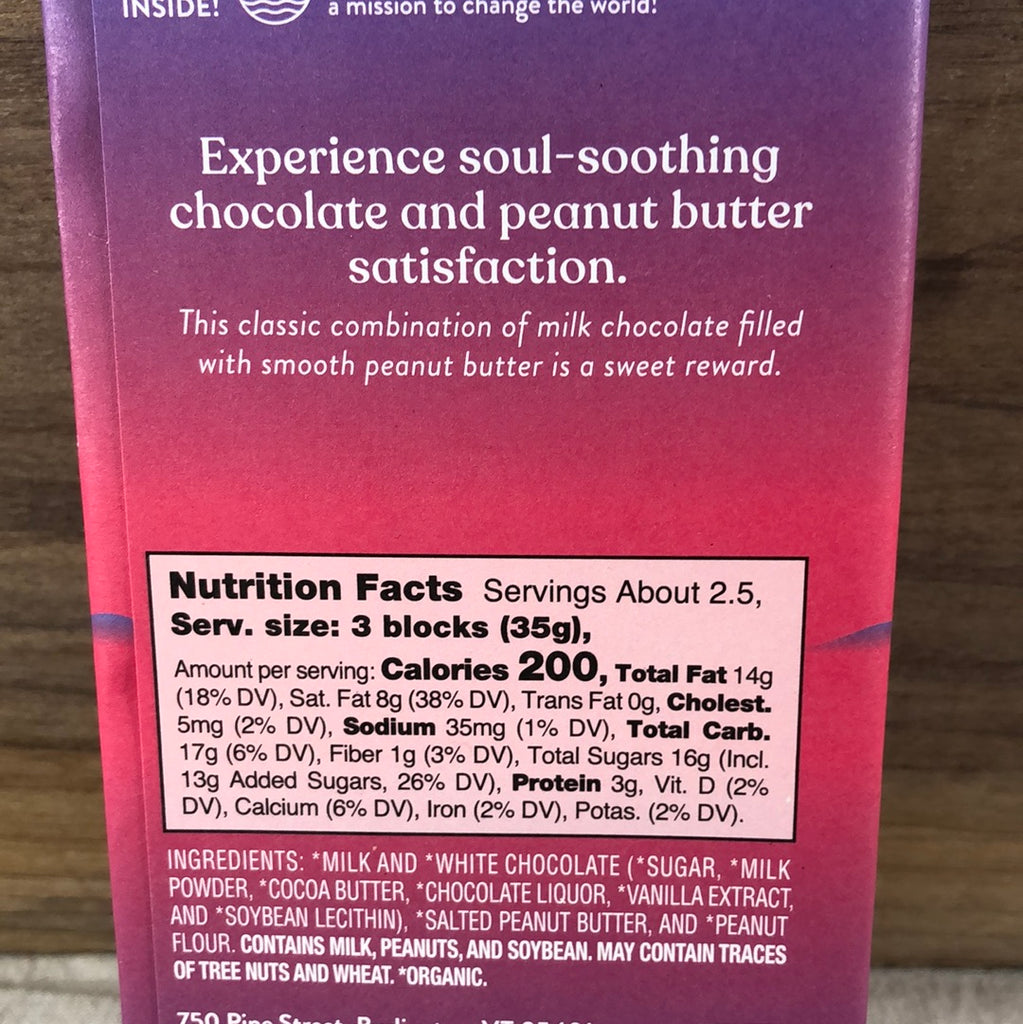 INSIDE!
a mission to change the world!
Experience soul-soothing
chocolate and peanut butter
satisfaction.
This classic combination of milk chocolate filled
with smooth peanut butter is a sweet reward.
Nutrition Facts Servings About 2.5,
Serv. size: 3 blocks (35g),
Amount per serving: Calories 200, Total Fat 14g
(18% DV), Sat. Fat 8g (38% DV), Trans Fat 0g, Cholest.
5mg (2% DV), Sodium 35mg (1% DV), Total Carb.
17g (6% DV), Fiber 1g (3% DV), Total Sugars 16g (Incl.
13g Added Sugars, 26% DV), Protein 3g, Vit. D (2%
DV), Calcium (6% DV), Iron (2% DV), Potas. (2% DV).
INGREDIENTS: *MILK AND *WHITE CHOCOLATE (*SUGAR, *MILK
POWDER, *COCOA BUTTER, *CHOCOLATE LIQUOR, *VANILLA EXTRACT,
AND *SOYBEAN LECITHIN), *SALTED PEANUT BUTTER, AND *PEANUT
FLOUR. CONTAINS MILK, PEANUTS, AND SOYBEAN. MAY CONTAIN TRACES
OF TREE NUTS AND WHEAT. *ORGANIC.
750 Pine Street, Burlington, VT